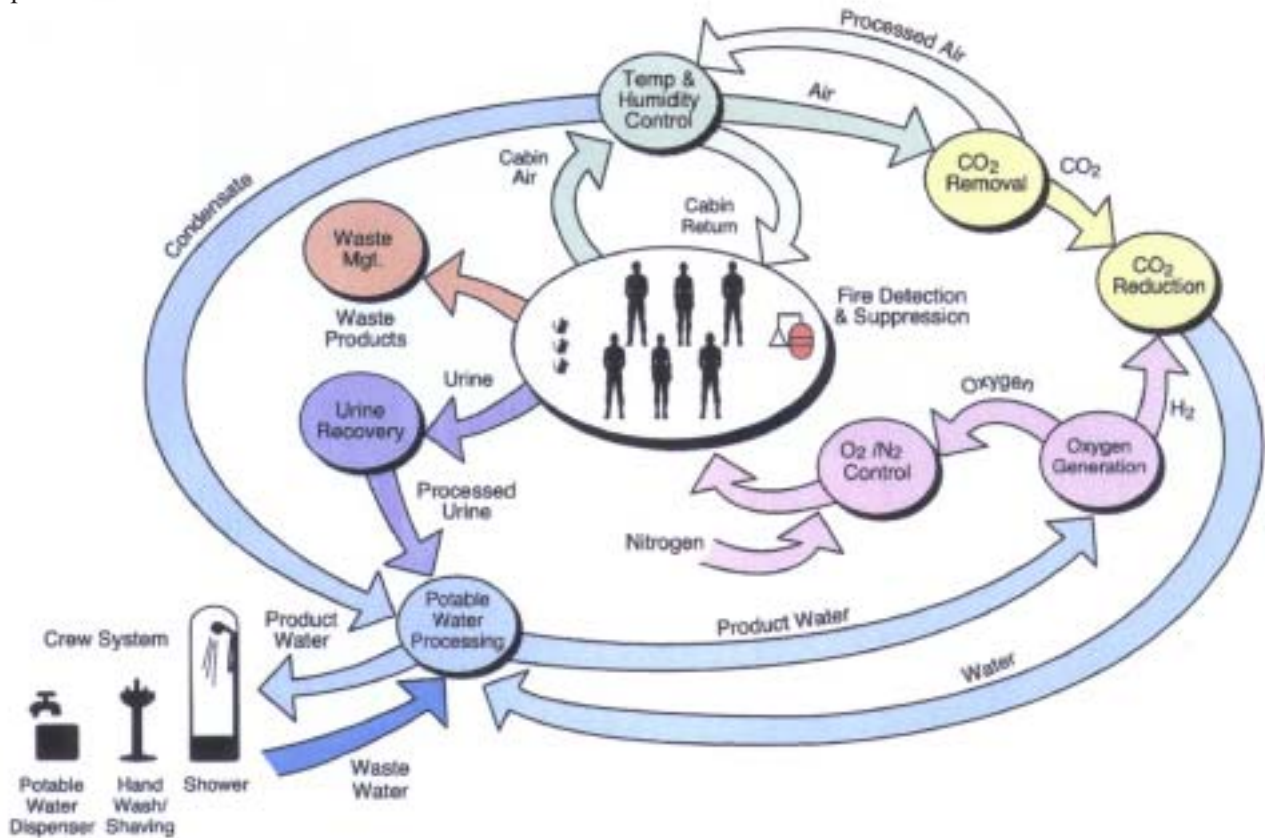 Processed Air
Temp &
Humidity
Control
Air
CO2
Removal
CO2
Cabin
Air
Cabin
Return
Condensate
Waste
Mgt.
CO2
Reduction
Fire Detection
& Suppression
Waste
Products
Urine
Oxygen
H2
Urine
Recovery
O2 /N2
Control
Oxygen
Generation
Processed
Urine
Nitrogen
Potable
Water
Processing
Product
Water
Product Water
Crew System
Water
Waste
Water
Potable
Water
Dispenser
Hand
Wash/
Shaving
Shower